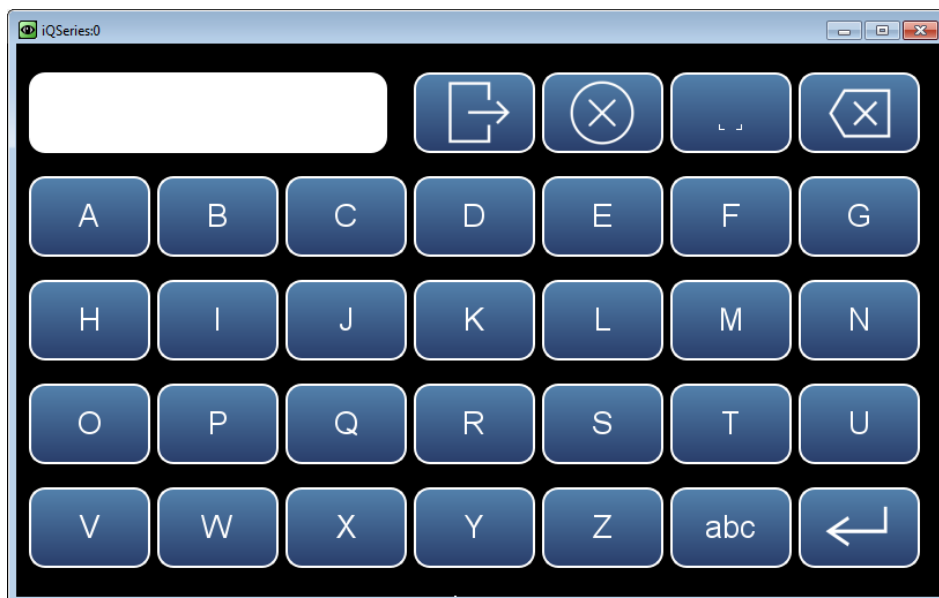 iQSeries:0
A B C D E F G
H I J K L M N
O P Q R S T U
V W X Y Z abc